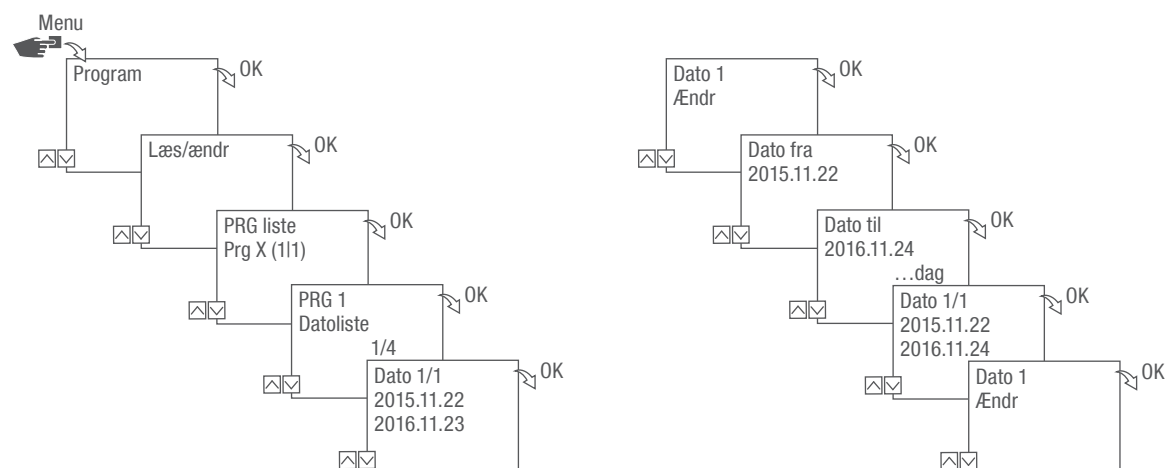 Menu
Program
OK
Læs/ændr
OK
PRG liste
Prg X (1|1)
OK
PRG 1
Datoliste
OK
1/4
Dato 1/1
2015.11.22
2016.11.23
OK
Dato 1
Ændr
OK
Dato fra
2015.11.22
OK
Dato til
2016.11.24
OK
...dag
Dato 1/1
2015.11.22
2016.11.24
OK
Dato 1
Ændr
OK